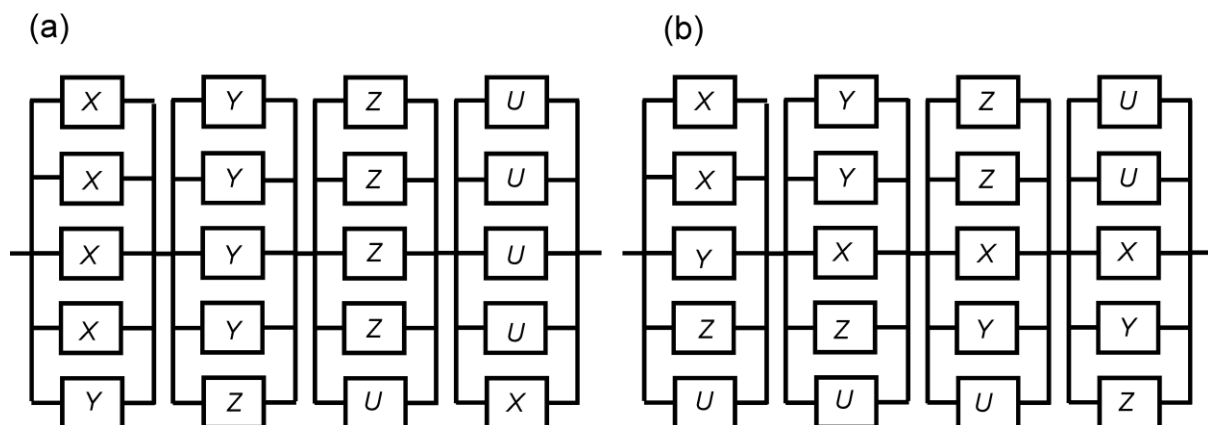 (a) (b)
X Y Z U X Y Z U
X Y Z U X Y Z U
X Y Z U Y X X X
X Y Z U Z Z Y Y
Y Z U X U U U Z